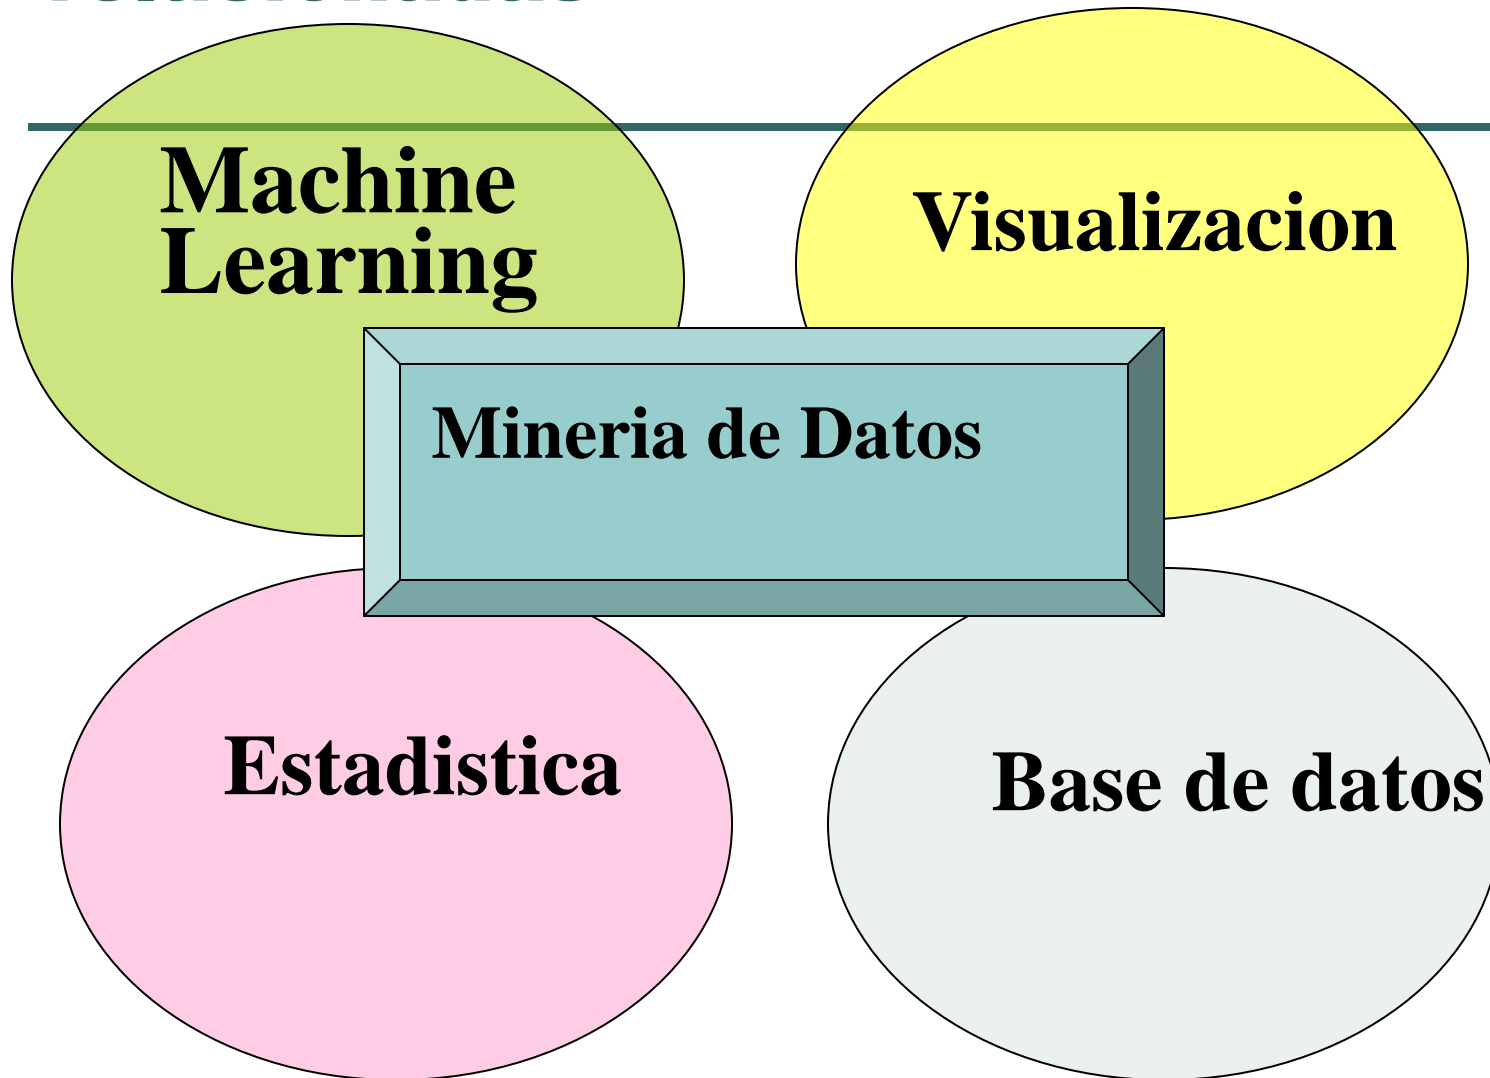 Machine
Learning
Visualizacion
Mineria de Datos
Estadistica
Base de datos